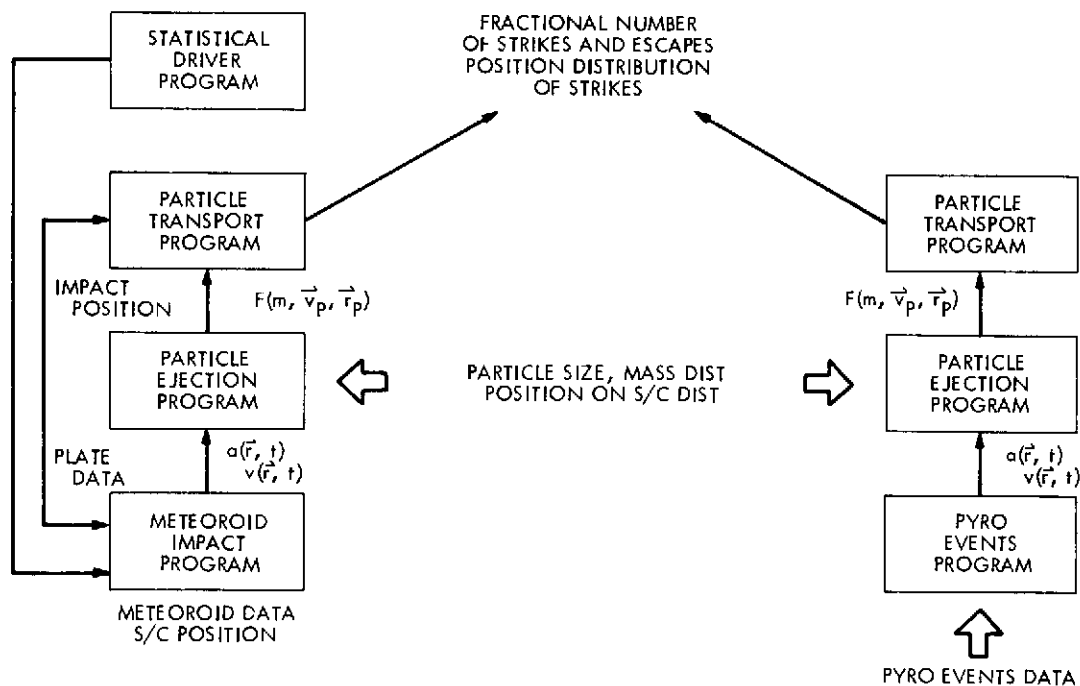 STATISTICAL
DRIVER
PROGRAM
FRACTIONAL NUMBER
OF STRIKES AND ESCAPES
POSITION DISTRIBUTION
OF STRIKES
PARTICLE
TRANSPORT
PROGRAM
PARTICLE
TRANSPORT
PROGRAM
IMPACT
POSITION
F(m, v⃗p, r⃗p)
F(m, v⃗p, r⃗p)
PARTICLE
EJECTION
PROGRAM
PARTICLE SIZE, MASS DIST
POSITION ON S/C DIST
PARTICLE
EJECTION
PROGRAM
PLATE
DATA
a(r⃗, t)
v(r⃗, t)
a(r⃗, t)
v(r⃗, t)
METEOROID
IMPACT
PROGRAM
PYRO
EVENTS
PROGRAM
METEOROID DATA
S/C POSITION
PYRO EVENTS DATA